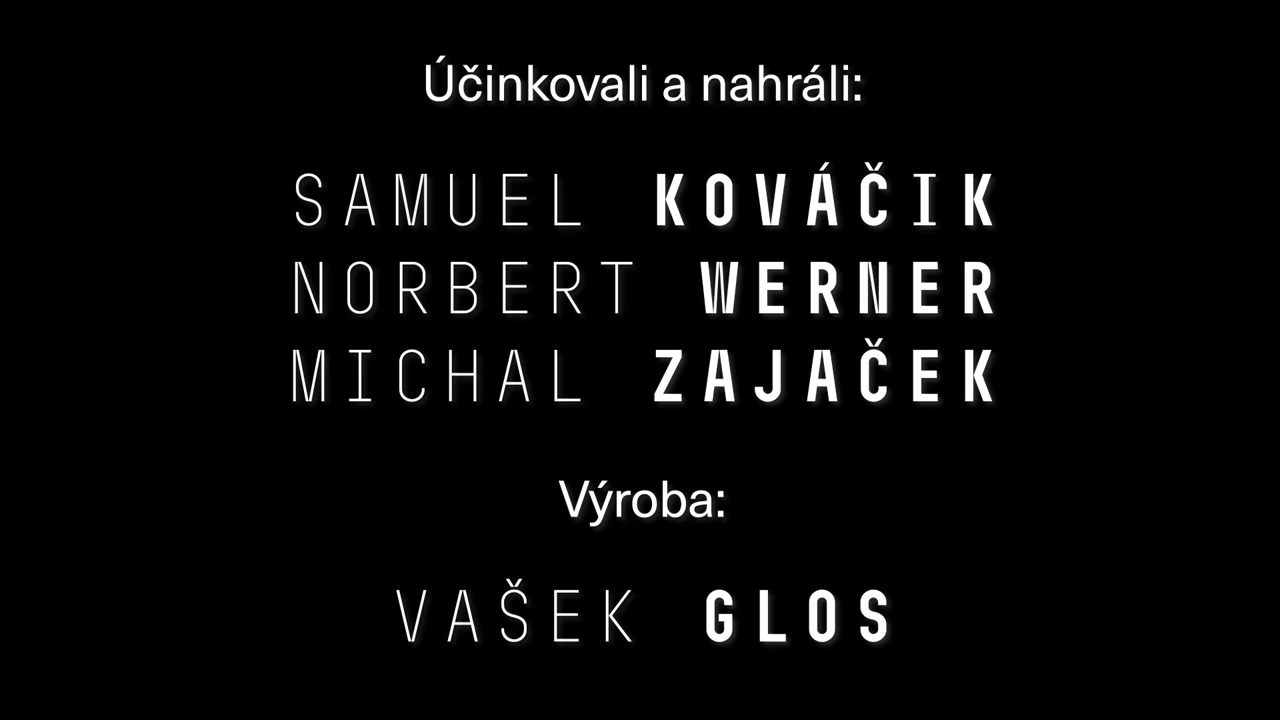 Účinkovali a nahráli:
SAMUEL KOVÁČIK
NORBERT WERNER
MICHAL ZAJAČEK
Výroba:
VAŠEK GLOS